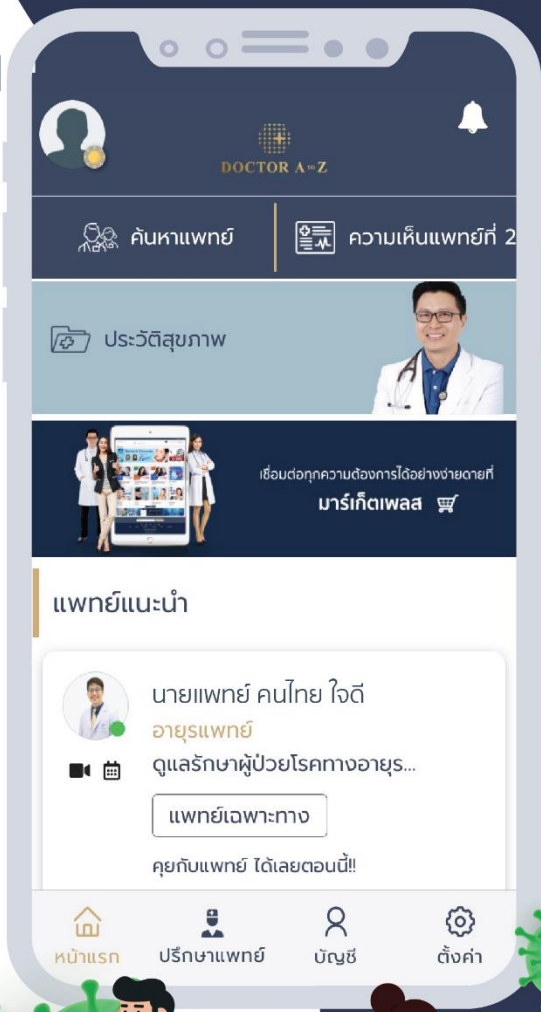 DOCTOR A TO Z
ค้นหาแพทย์
ความเห็นแพทย์ที่ 2
ประวัติสุขภาพ
เชื่อมต่อทุกความต้องการได้อย่างง่ายดายที่
มาร์เก็ตเพลส
แพทย์แนะนำ
นายแพทย์ คนไทย ใจดี
อายุรแพทย์
ดูแลรักษาผู้ป่วยโรคทางอายุร...
แพทย์เฉพาะทาง
คุยกับแพทย์ ได้เลยตอนนี้!!
หน้าแรก
ปรึกษาแพทย์
บัญชี
ตั้งค่า